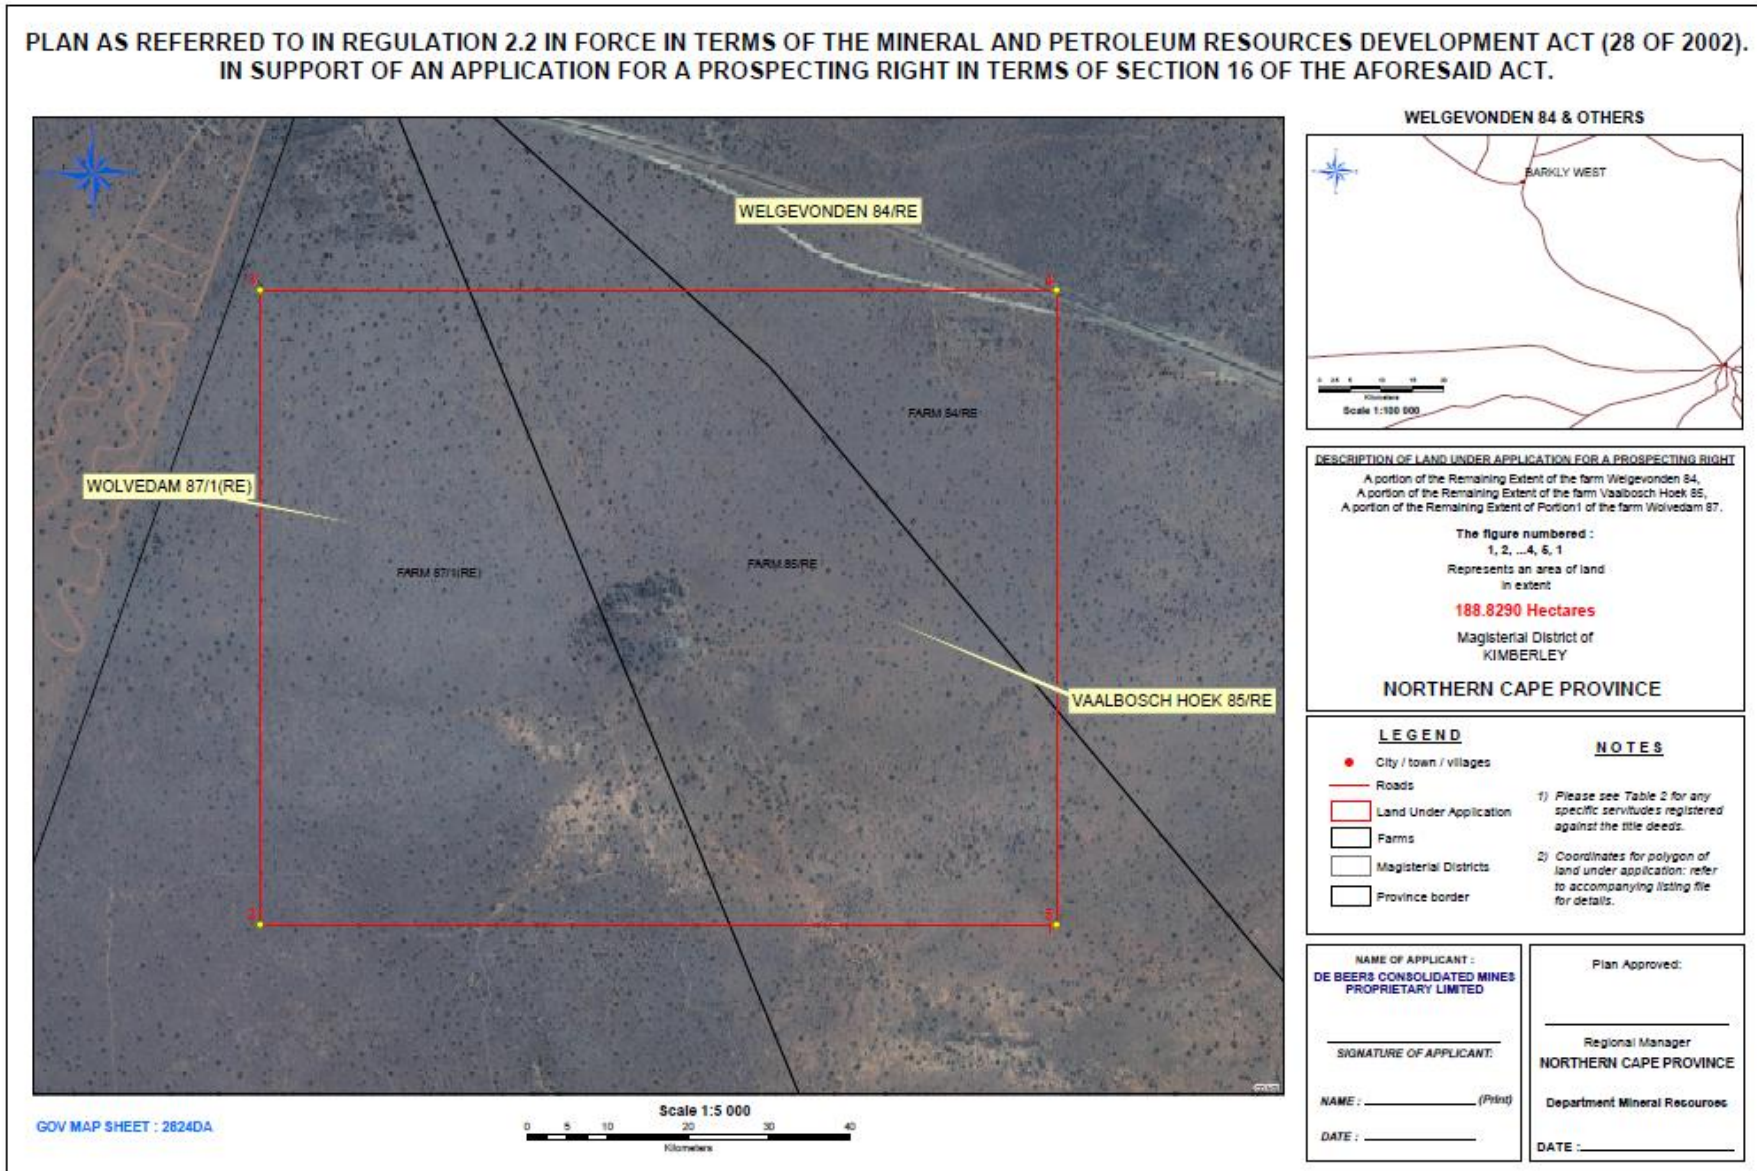 PLAN AS REFERRED TO IN REGULATION 2.2 IN FORCE IN TERMS OF THE MINERAL AND PETROLEUM RESOURCES DEVELOPMENT ACT (28 OF 2002).
IN SUPPORT OF AN APPLICATION FOR A PROSPECTING RIGHT IN TERMS OF SECTION 16 OF THE AFORESAID ACT.
WELGEVONDEN 84/RE
FARM 84/RE
WOLVEDAM 87/1(RE)
FARM 87/1(RE)
FARM 85/RE
VAALBOSCH HOEK 85/RE
GOV MAP SHEET : 2824DA
Scale 1:5 000
0 5 10 20 30 40
Kilometers
WELGEVONDEN 84 & OTHERS
BARKLY WEST
0 2.5 5 10 15 20
Kilometers
Scale 1:100 000
DESCRIPTION OF LAND UNDER APPLICATION FOR A PROSPECTING RIGHT
A portion of the Remaining Extent of the farm Welgevonden 84,
A portion of the Remaining Extent of the farm Vaalbosch Hoek 85,
A portion of the Remaining Extent of Portion1 of the farm Wolvedam 87.
The figure numbered :
1, 2, ...4, 5, 1
Represents an area of land
in extent
188.8290 Hectares
Magisterial District of
KIMBERLEY
NORTHERN CAPE PROVINCE
LEGEND
City / town / villages
Roads
Land Under Application
Farms
Magisterial Districts
Province border
NOTES
1) Please see Table 2 for any
specific servitudes registered
against the title deeds.
2) Coordinates for polygon of
land under application: refer
to accompanying listing file
for details.
NAME OF APPLICANT :
DE BEERS CONSOLIDATED MINES
PROPRIETARY LIMITED
SIGNATURE OF APPLICANT:
NAME : (Print)
DATE :
Plan Approved:
Regional Manager
NORTHERN CAPE PROVINCE
Department Mineral Resources
DATE :